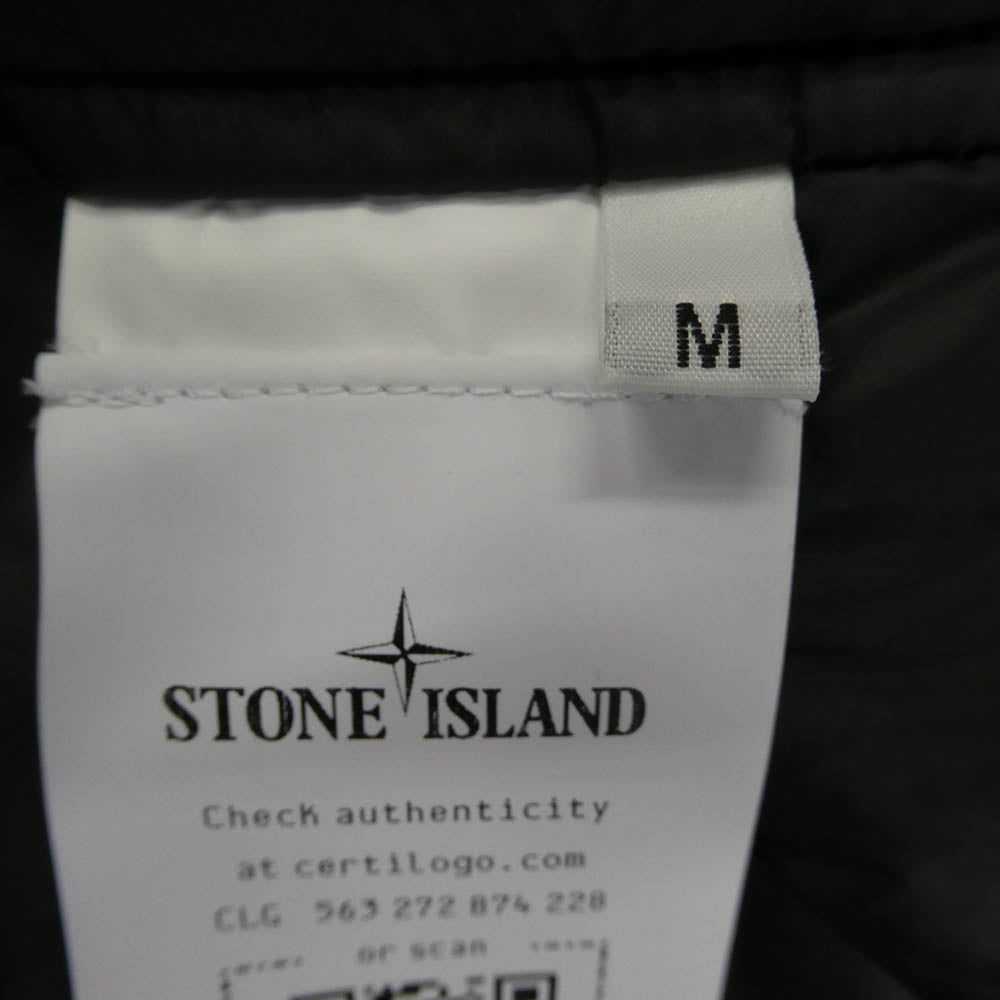 M
STONE ISLAND
Check authenticity
at certilogo.com
CLG 563 272 874 228
or scan